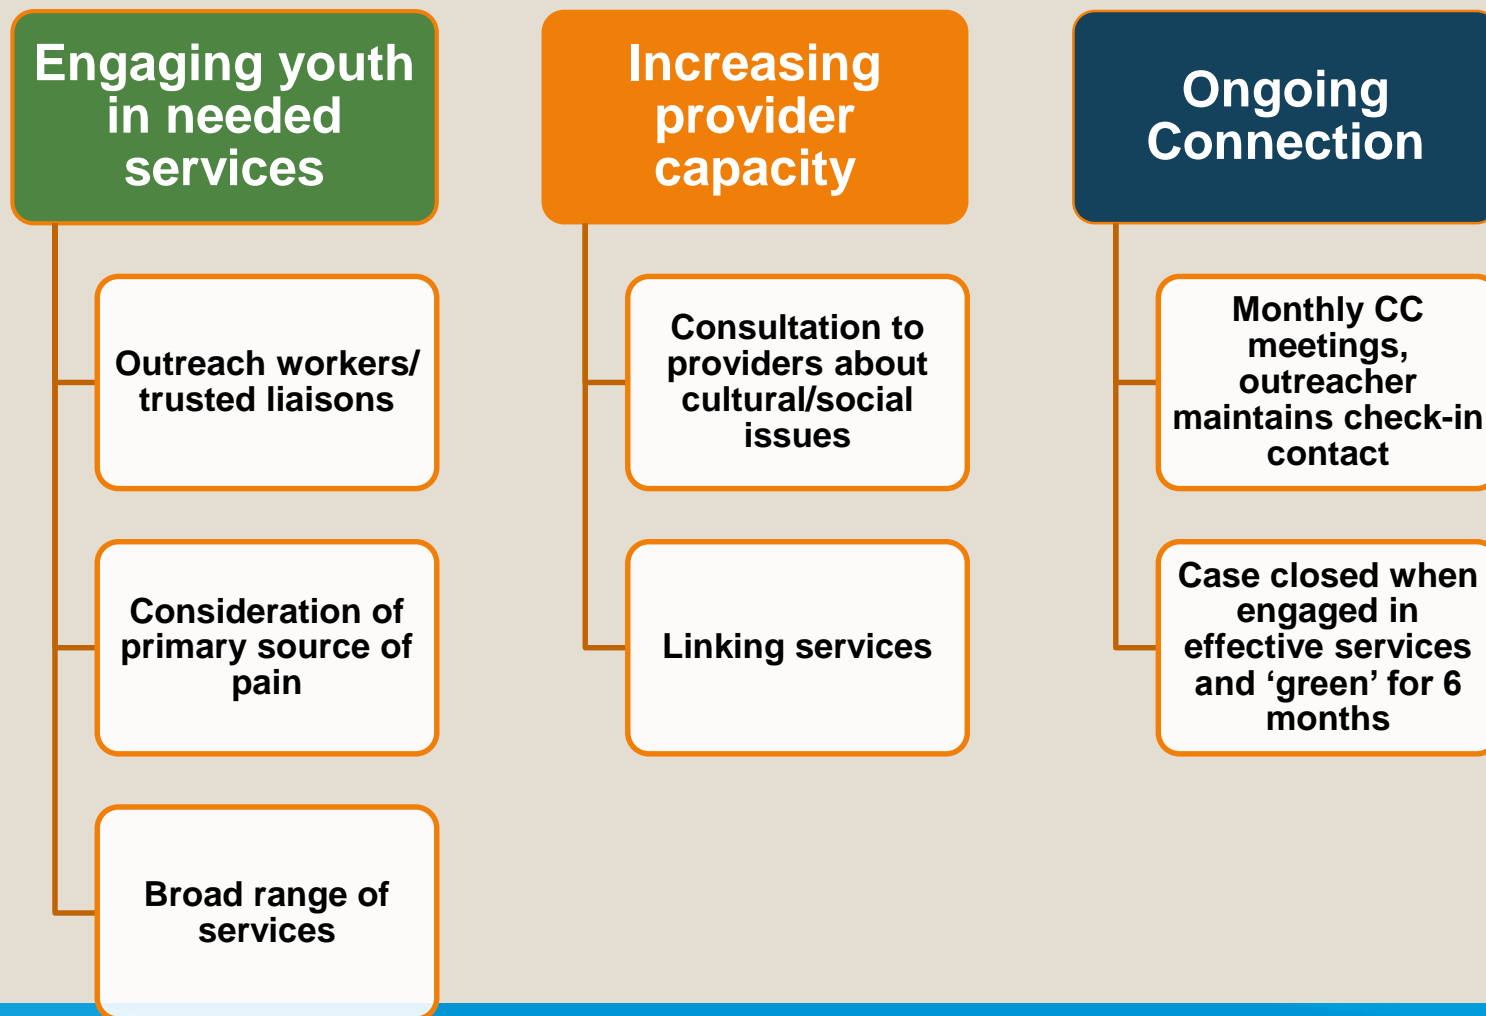 Engaging youth
in needed
services
Outreach workers/
trusted liaisons
Consideration of
primary source of
pain
Broad range of
services
Increasing
provider
capacity
Consultation to
providers about
cultural/social
issues
Linking services
Ongoing
Connection
Monthly CC
meetings,
outreacher
maintains check-in
contact
Case closed when
engaged in
effective services
and ‘green’ for 6
months